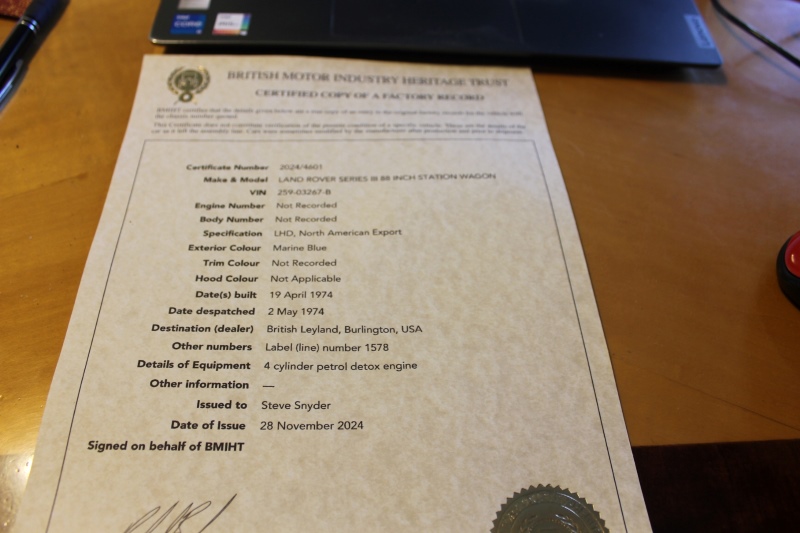 BRITISH MOTOR INDUSTRY HERITAGE TRUST
CERTIFIED COPY OF A FACTORY RECORD
Certificate Number 2024/4601
Make & Model LAND ROVER SERIES III 88 INCH STATION WAGON
VIN 259-03267-B
Engine Number Not Recorded
Body Number Not Recorded
Specification LHD, North American Export
Exterior Colour Marine Blue
Trim Colour Not Recorded
Hood Colour Not Applicable
Date(s) built 19 April 1974
Date despatched 2 May 1974
Destination (dealer) British Leyland, Burlington, USA
Other numbers Label (line) number 1578
Details of Equipment 4 cylinder petrol detox engine
Other information —
Issued to Steve Snyder
Date of Issue 28 November 2024
Signed on behalf of BMIHT